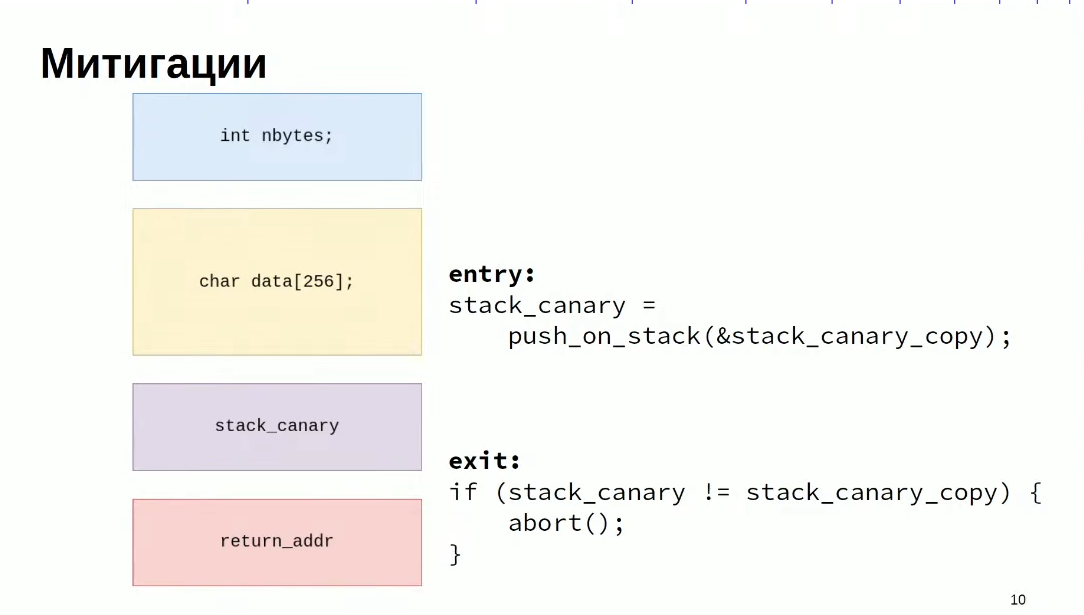 Митигации
int nbytes;
char data[256];
stack_canary
return_addr
entry:
stack_canary =
push_on_stack(&stack_canary_copy);
exit:
if (stack_canary != stack_canary_copy) {
abort();
}
10